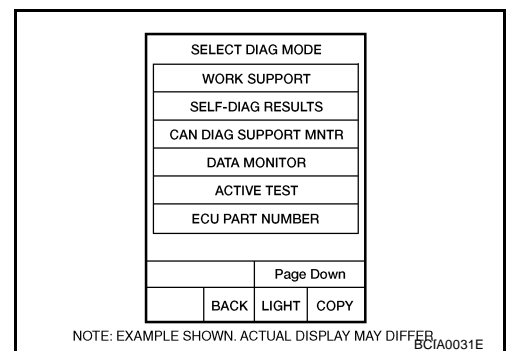 SELECT DIAG MODE
WORK SUPPORT
SELF-DIAG RESULTS
CAN DIAG SUPPORT MNTR
DATA MONITOR
ACTIVE TEST
ECU PART NUMBER
Page Down
BACK LIGHT COPY
NOTE: EXAMPLE SHOWN. ACTUAL DISPLAY MAY DIFFER
BCIA0031E